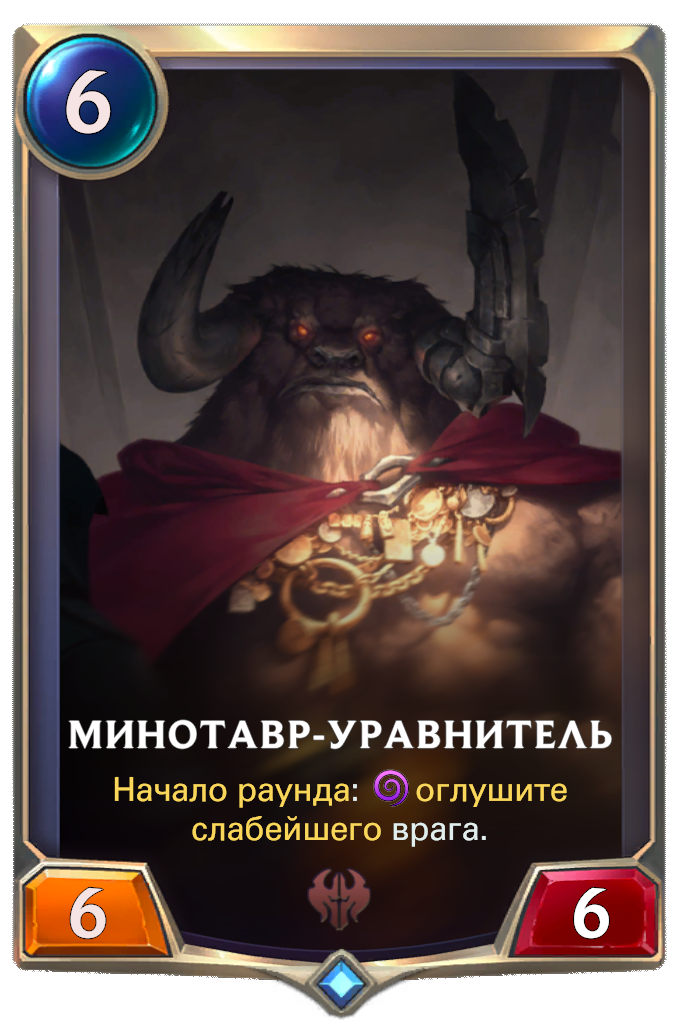 6
МИНОТАВР-УРАВНИТЕЛЬ
Начало раунда: оглушите
слабейшего врага.
6
6